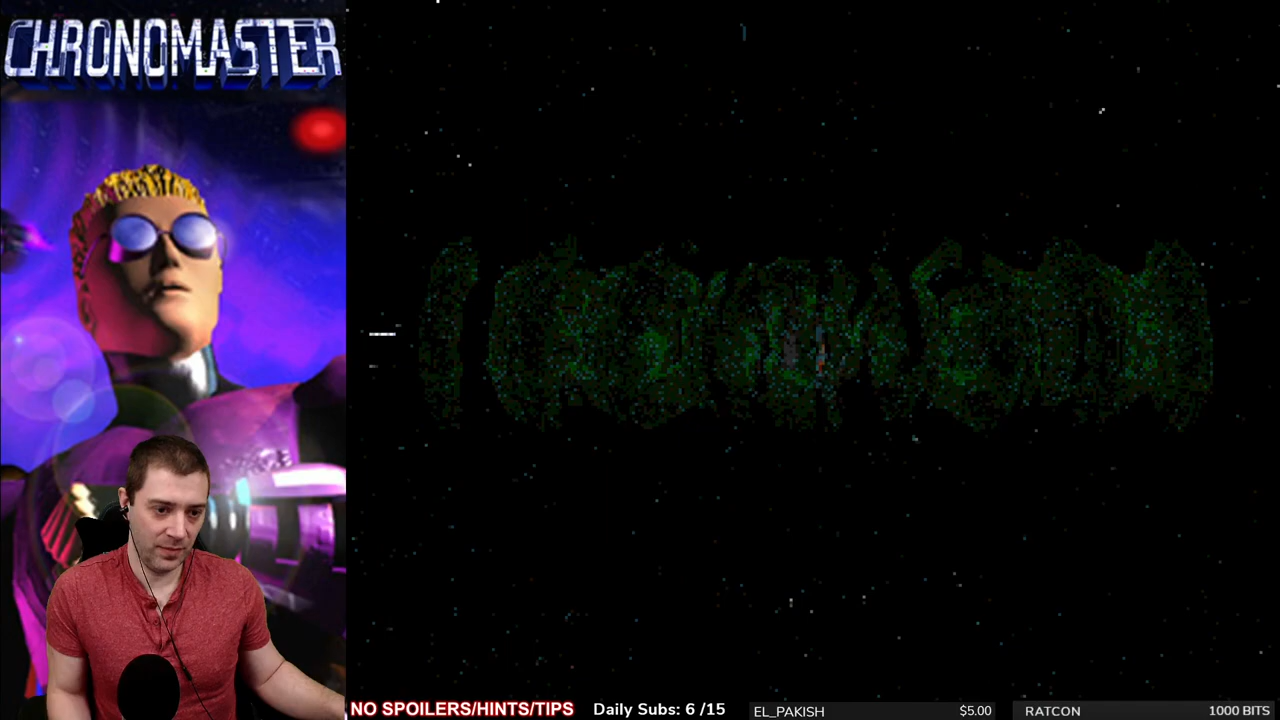 CHRONOMASTER
NO SPOILERS/HINTS/TIPS
Daily Subs: 6 /15
EL_PAKISH $5.00
RATCON 1000 BITS